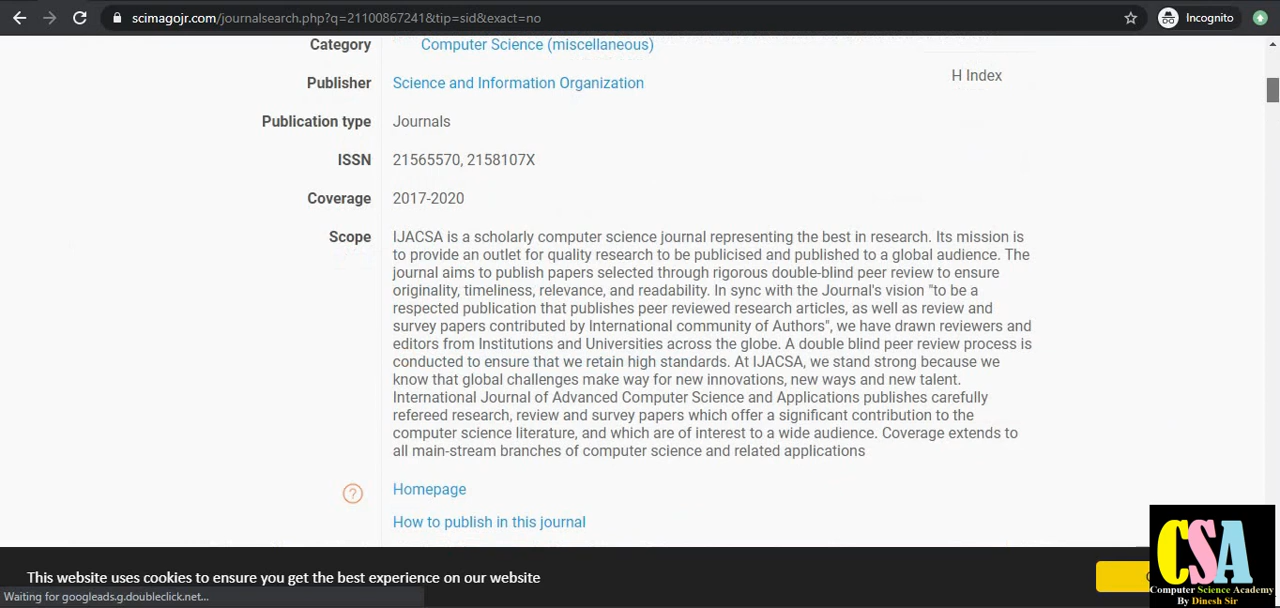 scimagojr.com/journalsearch.php?q=21100867241&tip=sid&exact=no
Incognito
Category Computer Science (miscellaneous)
H Index
Publisher Science and Information Organization
Publication type Journals
ISSN 21565570, 2158107X
Coverage 2017-2020
Scope IJACSA is a scholarly computer science journal representing the best in research. Its mission is
to provide an outlet for quality research to be publicised and published to a global audience. The
journal aims to publish papers selected through rigorous double-blind peer review to ensure
originality, timeliness, relevance, and readability. In sync with the Journal's vision "to be a
respected publication that publishes peer reviewed research articles, as well as review and
survey papers contributed by International community of Authors", we have drawn reviewers and
editors from Institutions and Universities across the globe. A double blind peer review process is
conducted to ensure that we retain high standards. At IJACSA, we stand strong because we
know that global challenges make way for new innovations, new ways and new talent.
International Journal of Advanced Computer Science and Applications publishes carefully
refereed research, review and survey papers which offer a significant contribution to the
computer science literature, and which are of interest to a wide audience. Coverage extends to
all main-stream branches of computer science and related applications
? Homepage
How to publish in this journal
This website uses cookies to ensure you get the best experience on our website
Waiting for googleads.g.doubleclick.net...
CSA
Computer Science Academy
By Dinesh Sir